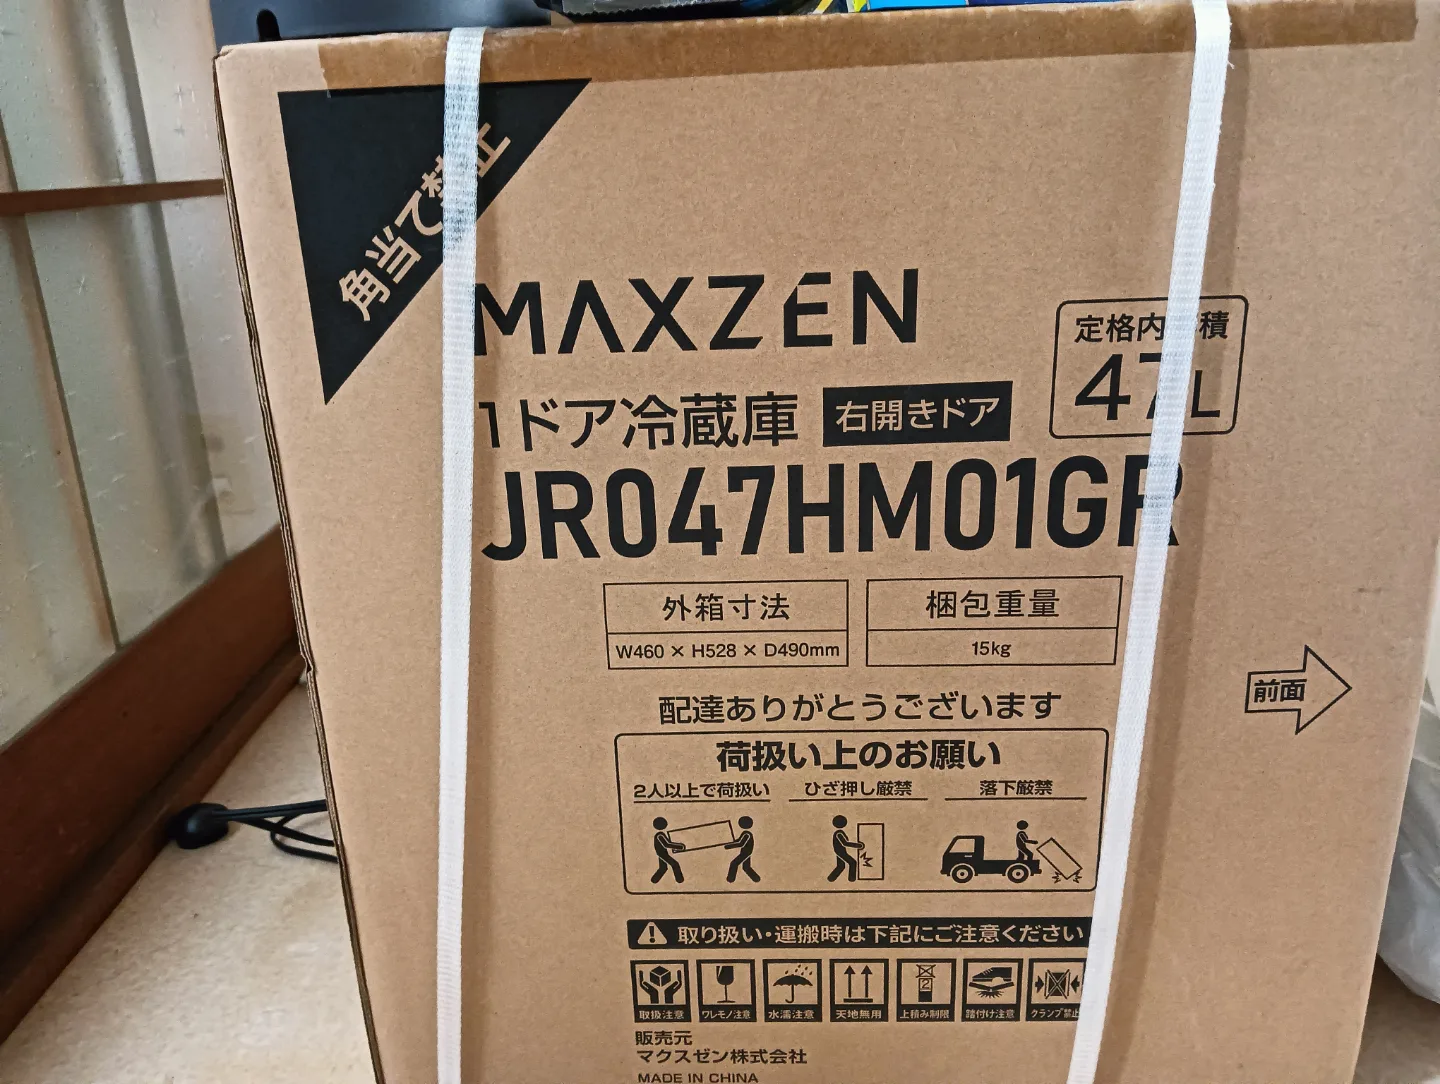 角当て禁止
MAXZEN
定格内容積
47L
1ドア冷蔵庫 右開きドア
JR047HM01GR
外箱寸法
W460 × H528 × D490mm
梱包重量
15kg
前面
配達ありがとうございます
荷扱い上のお願い
2人以上で荷扱い
ひざ押し厳禁
落下厳禁
取り扱い・運搬時は下記にご注意ください
取扱注意
ワレモノ注意
水濡注意
天地無用
2
上積み制限
踏付け注意
クランプ禁止
販売元
マクスゼン株式会社
MADE IN CHINA